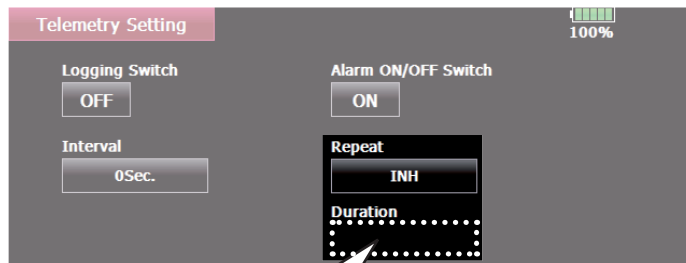 Telemetry Setting
100%
Logging Switch
Alarm ON/OFF Switch
OFF
ON
Interval
Repeat
0Sec.
INH
Duration